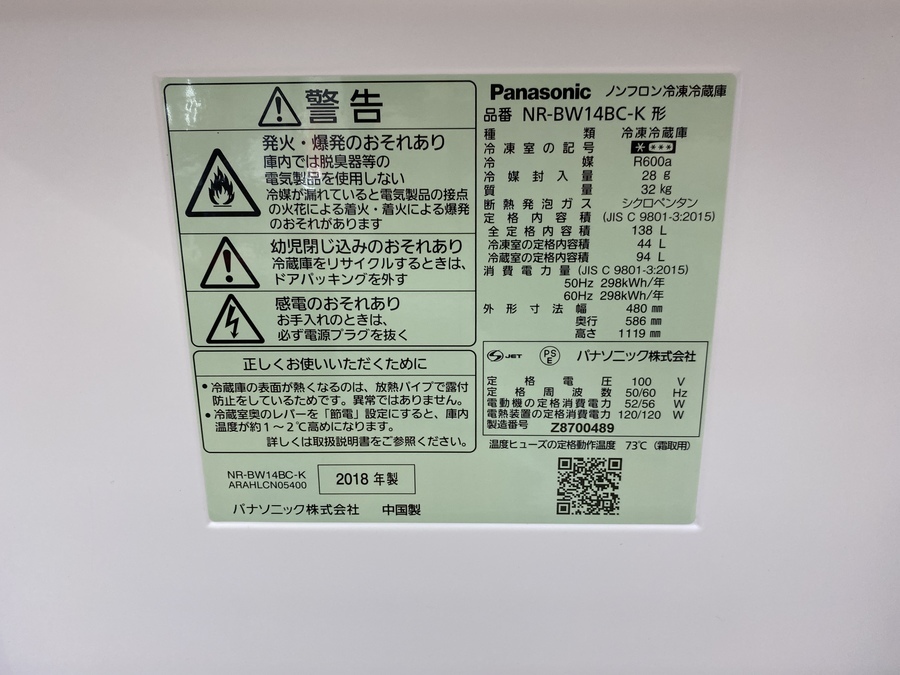 警告
発火・爆発のおそれあり
庫内では脱臭器等の
電気製品を使用しない
冷媒が漏れていると電気製品の接点
の火花による着火・着火による爆発
のおそれがあります
幼児閉じ込みのおそれあり
冷蔵庫をリサイクルするときは、
ドアパッキングを外す
感電のおそれあり
お手入れのときは、
必ず電源プラグを抜く
正しくお使いいただくために
・冷蔵庫の表面が熱くなるのは、放熱パイプで露付
防止をしているためです。異常ではありません。
・冷蔵室奥のレバーを「節電」設定にすると、庫内
温度が約1～2℃高めになります。
詳しくは取扱説明書をご参照ください。
NR-BW14BC-K
ARAHLCN05400
2018 年製
パナソニック株式会社 中国製
Panasonic ノンフロン冷凍冷蔵庫
品番 NR-BW14BC-K 形
種類 冷凍冷蔵庫
冷凍室の記号 * ***
冷媒 R600a
冷媒封入量 28 g
質量 32 kg
断熱発泡ガス シクロペンタン
定格内容積 (JIS C 9801-3:2015)
全定格内容積 138 L
冷凍室の定格内容積 44 L
冷蔵室の定格内容積 94 L
消費電力量 (JIS C 9801-3:2015)
50Hz 298kWh/年
60Hz 298kWh/年
外形寸法 幅 480 mm
奥行 586 mm
高さ 1119 mm
S JET PS E パナソニック株式会社
定格電圧 100 V
定格周波数 50/60 Hz
電動機の定格消費電力 52/56 W
電熱装置の定格消費電力 120/120 W
製造番号 Z8700489
温度ヒューズの定格動作温度 73℃ (霜取用)